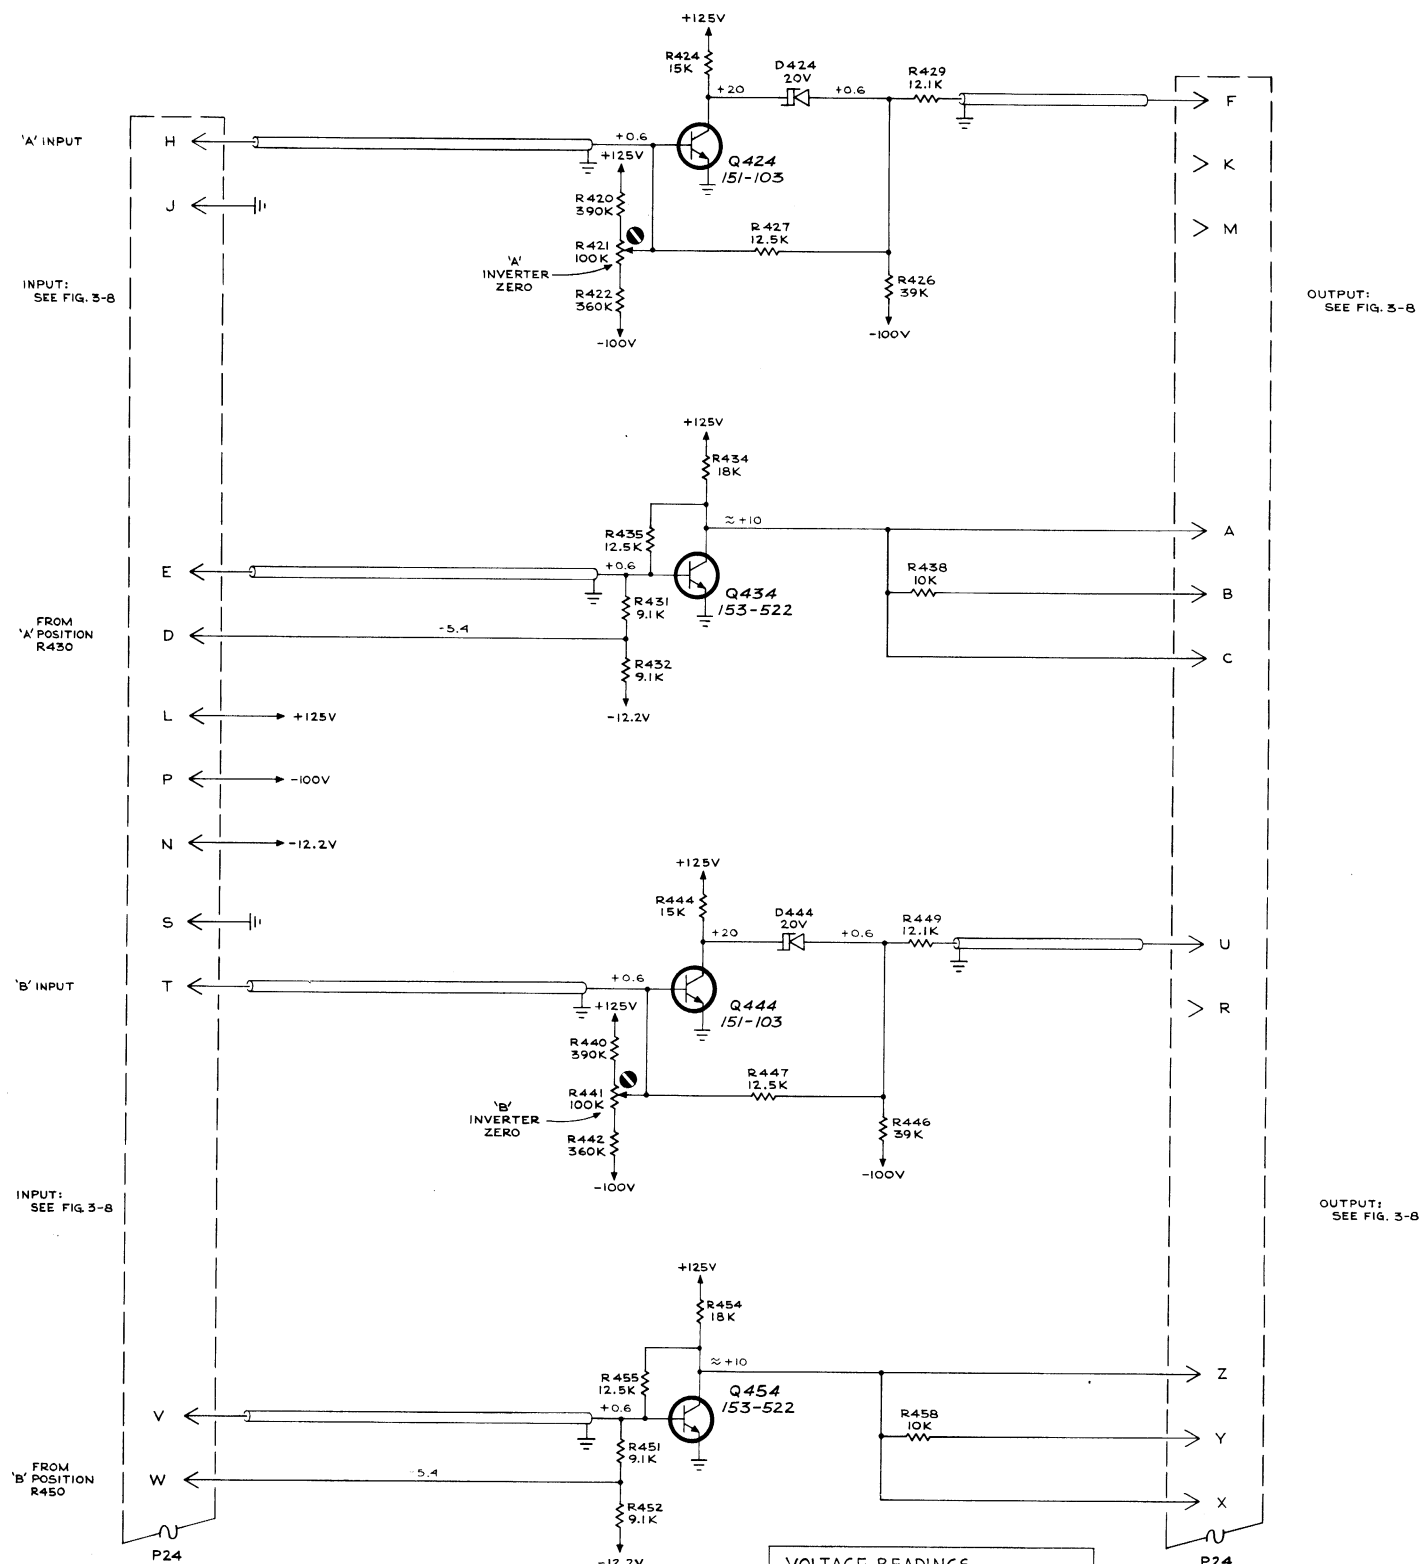 +125V
R424
15K
D424
20V
+20
+0.6
R429
12.1K
F
'A' INPUT
H
+0.6
+125V
Q424
151-103
K
J
R420
390K
M
R421
100K
R427
12.5K
'A'
INVERTER
ZERO
R422
360K
R426
39K
INPUT:
SEE FIG. 3-8
OUTPUT:
SEE FIG. 3-8
-100V
-100V
+125V
R434
18K
≈+10
A
R435
12.5K
E
+0.6
R438
10K
Q434
153-522
B
R431
9.1K
FROM
'A' POSITION
R430
D
-5.4
C
R432
9.1K
-12.2V
L
+125V
P
-100V
N
-12.2V
+125V
R444
15K
D444
20V
S
+20
+0.6
R449
12.1K
U
'B' INPUT
T
+0.6
+125V
Q444
151-103
R
R440
390K
R441
100K
R447
12.5K
'B'
INVERTER
ZERO
R442
360K
R446
39K
-100V
-100V
INPUT:
SEE FIG. 3-8
OUTPUT:
SEE FIG. 3-8
+125V
R454
18K
≈+10
Z
R455
12.5K
Q454
153-522
V
+0.6
R458
10K
Y
R451
9.1K
FROM
'B' POSITION
R450
W
-5.4
X
R452
9.1K
P24
-12.2V
VOLTAGE READINGS
P24